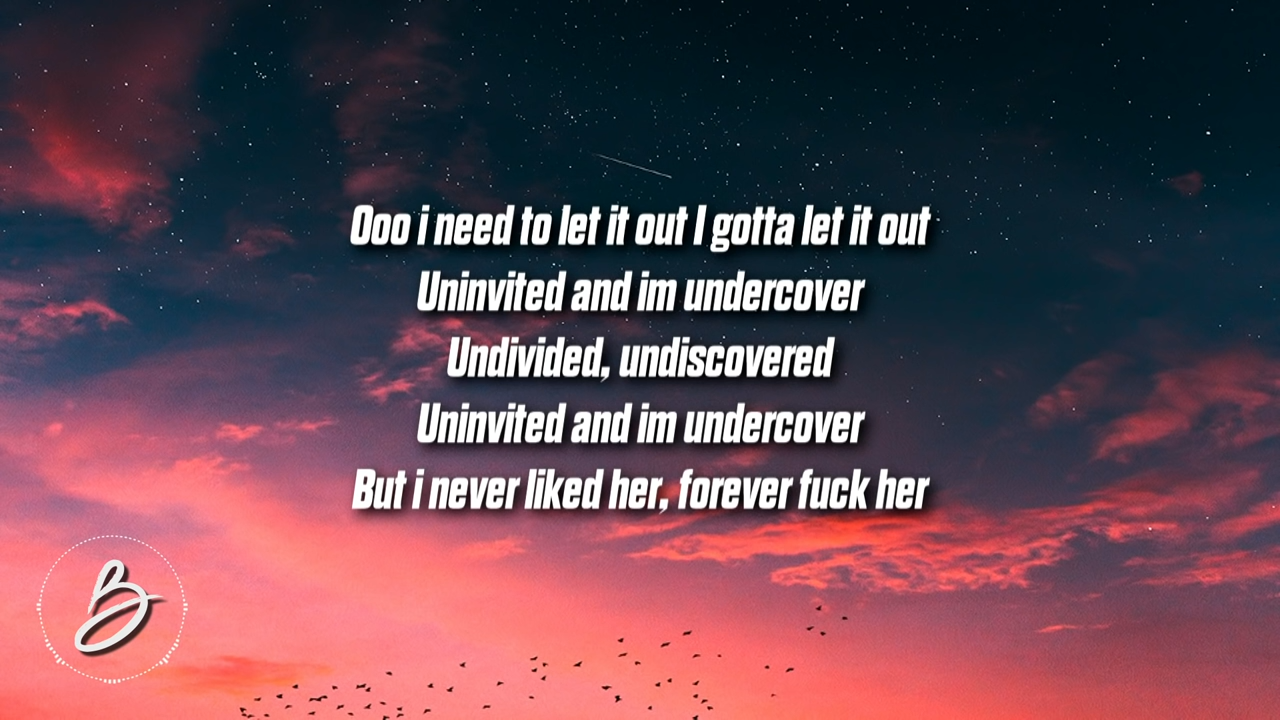 Ooo i need to let it out I gotta let it out
Uninvited and im undercover
Undivided, undiscovered
Uninvited and im undercover
But i never liked her, forever fuck her
B